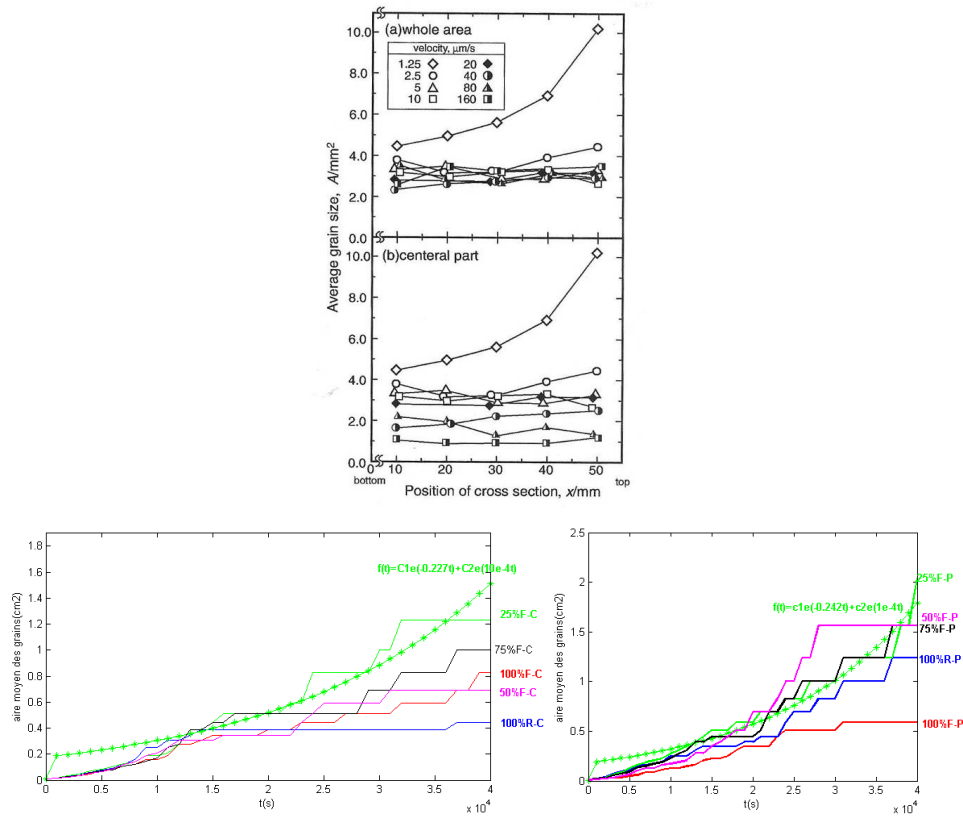 (a)whole area
velocity, μm/s
1.25 20
2.5 40
5 80
10 160
10.0
8.0
6.0
4.0
2.0
0.0
(b)centeral part
10.0
8.0
6.0
4.0
2.0
0.0
Average grain size, A/mm²
0 10 20 30 40 50
bottom top
Position of cross section, x/mm
1.8
1.6
1.4
1.2
1
0.8
0.6
0.4
0.2
0
aire moyen des grains(cm2)
f(t)=C1e(-0.227t)+C2e(10e-4t)
25%F-C
75%F-C
100%F-C
50%F-C
100%R-C
0 0.5 1 1.5 2 2.5 3 3.5 4
t(s)
x 10⁴
2.5
2
1.5
1
0.5
0
aire moyen des grains(cm2)
f(t)=c1e(-0.242t)+c2e(1e-4t)
25%F-P
50%F-P
75%F-P
100%R-P
100%F-P
0 0.5 1 1.5 2 2.5 3 3.5 4
t(s)
x 10⁴